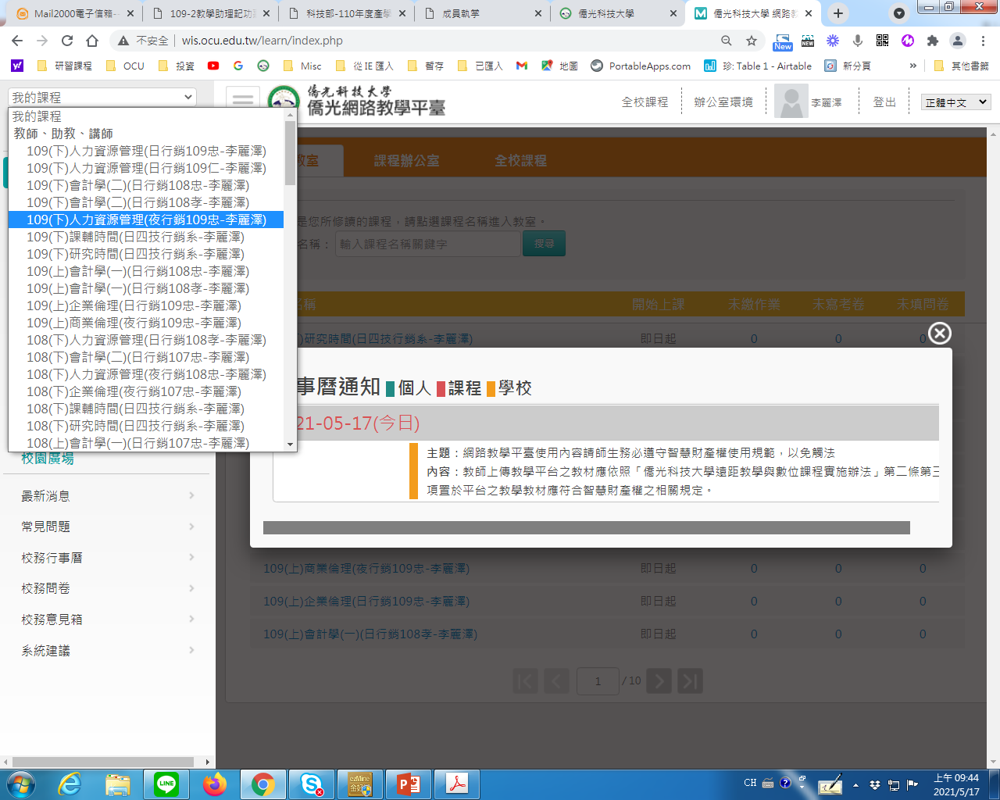 Mail2000電子信箱-
109-2教學助理記功
科技部-110年度產學
成員執掌
僑光科技大學
僑光科技大學 網路教
不安全 wis.ocu.edu.tw/learn/index.php
New
NEW
研習課程
OCU
投資
Misc
從 IE 匯入
暫存
已匯入
地圖
PortableApps.com
珍: Table 1 - Airtable
新分頁
»
其他書籤
我的課程
僑光科技大學
僑光網路教學平臺
全校課程
辦公室環境
李麗澤
登出
正體中文
我的課程
教師、助教、講師
109(下)人力資源管理(日行銷109忠-李麗澤)
109(下)人力資源管理(日行銷109仁-李麗澤)
109(下)會計學(二)(日行銷108忠-李麗澤)
109(下)會計學(二)(日行銷108孝-李麗澤)
109(下)人力資源管理(夜行銷109忠-李麗澤)
109(下)課輔時間(日四技行銷系-李麗澤)
109(下)研究時間(日四技行銷系-李麗澤)
109(上)會計學(一)(日行銷108忠-李麗澤)
109(上)會計學(一)(日行銷108孝-李麗澤)
109(上)企業倫理(日行銷109忠-李麗澤)
109(上)商業倫理(夜行銷109忠-李麗澤)
108(下)人力資源管理(日行銷108孝-李麗澤)
108(下)會計學(二)(日行銷107忠-李麗澤)
108(下)人力資源管理(夜行銷108忠-李麗澤)
108(下)企業倫理(夜行銷107忠-李麗澤)
108(下)課輔時間(日四技行銷系-李麗澤)
108(下)研究時間(日四技行銷系-李麗澤)
108(上)會計學(一)(日行銷107忠-李麗澤)
校園廣場
最新消息
常見問題
校務行事曆
校務問卷
校務意見箱
系統建議
教室
課程辦公室
全校課程
是您所修讀的課程，請點選課程名稱進入教室。
名稱： 輸入課程名稱關鍵字 搜尋
名稱 開始上課 未繳作業 未寫考卷 未填問卷
)研究時間(日四技行銷系-李麗澤) 即日起 0 0 0
事曆通知 個人 課程 學校
21-05-17(今日)
主題：網路教學平臺使用內容請師生務必遵守智慧財產權使用規範，以免觸法
內容：教師上傳教學平台之教材應依照「僑光科技大學遠距教學與數位課程實施辦法」第二條第三
項置於平台之教學教材應符合智慧財產權之相關規定。
109(上)商業倫理(夜行銷109忠-李麗澤) 即日起 0 0 0
109(上)企業倫理(日行銷109忠-李麗澤) 即日起 0 0 0
109(上)會計學(一)(日行銷108孝-李麗澤) 即日起 0 0 0
1 / 10
LINE
ezMine
金好
CH
上午 09:44
2021/5/17